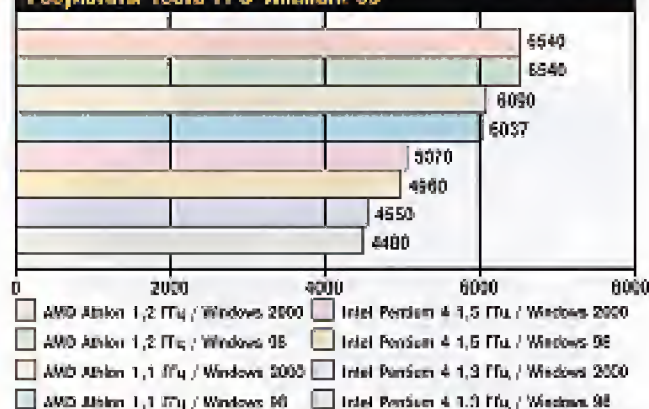 6540
6540
6090
6037
5070
4960
4550
4480
0 2000 4000 6000 8000
AMD Athlon 1,2 ГГц / Windows 2000
Intel Pentium 4 1,5 ГГц / Windows 2000
AMD Athlon 1,2 ГГц / Windows 98
Intel Pentium 4 1,5 ГГц / Windows 98
AMD Athlon 1,1 ГГц / Windows 2000
Intel Pentium 4 1,3 ГГц / Windows 2000
AMD Athlon 1,1 ГГц / Windows 98
Intel Pentium 4 1,3 ГГц / Windows 98